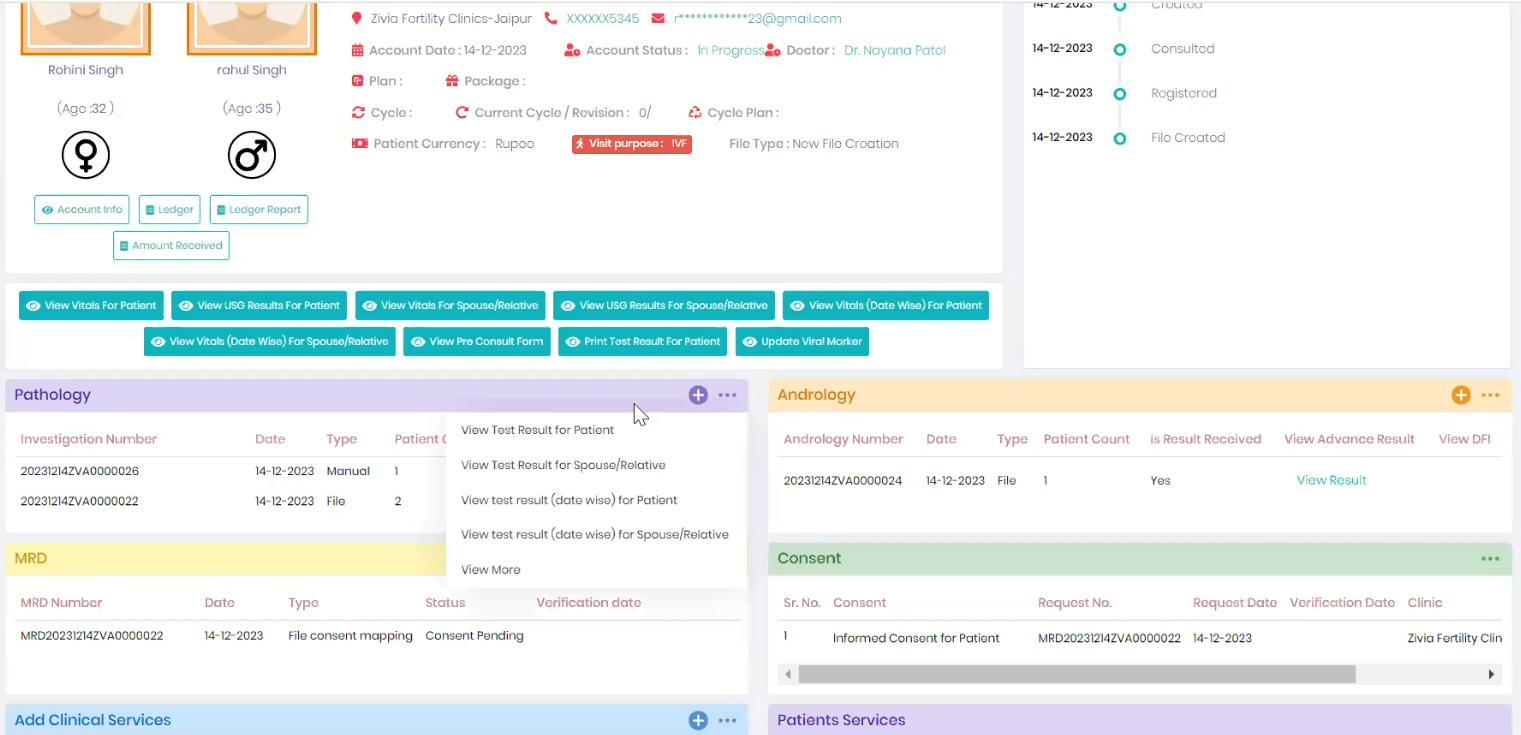 Zivia Fertility Clinics-Jaipur XXXXXX5345 r************23@gmail.com
Account Date : 14-12-2023 Account Status : In Progress Doctor : Dr. Nayana Patel
Plan : Package :
Cycle : Current Cycle / Revision : 0/ Cycle Plan :
Patient Currency : Rupee Visit purpose : IVF File Type : New File Creation
Rohini Singh rahul Singh
(Age :32 ) (Age :35 )
Account Info Ledger Ledger Report
Amount Received
14-12-2023 Created
14-12-2023 Consulted
14-12-2023 Registered
14-12-2023 File Created
View Vitals For Patient View USG Results For Patient View Vitals For Spouse/Relative View USG Results For Spouse/Relative View Vitals (Date Wise) For Patient
View Vitals (Date Wise) For Spouse/Relative View Pre Consult Form Print Test Result For Patient Update Viral Marker
Pathology
Investigation Number Date Type Patient C
20231214ZVA0000026 14-12-2023 Manual 1
20231214ZVA0000022 14-12-2023 File 2
View Test Result for Patient
View Test Result for Spouse/Relative
View test result (date wise) for Patient
View test result (date wise) for Spouse/Relative
View More
Andrology
Andrology Number Date Type Patient Count Is Result Received View Advance Result View DFI
20231214ZVA0000024 14-12-2023 File 1 Yes View Result
MRD
MRD Number Date Type Status Verification date
MRD20231214ZVA0000022 14-12-2023 File consent mapping Consent Pending
Consent
Sr. No. Consent Request No. Request Date Verification Date Clinic
1 Informed Consent for Patient MRD20231214ZVA0000022 14-12-2023 Zivia Fertility Clin
Add Clinical Services
Patients Services